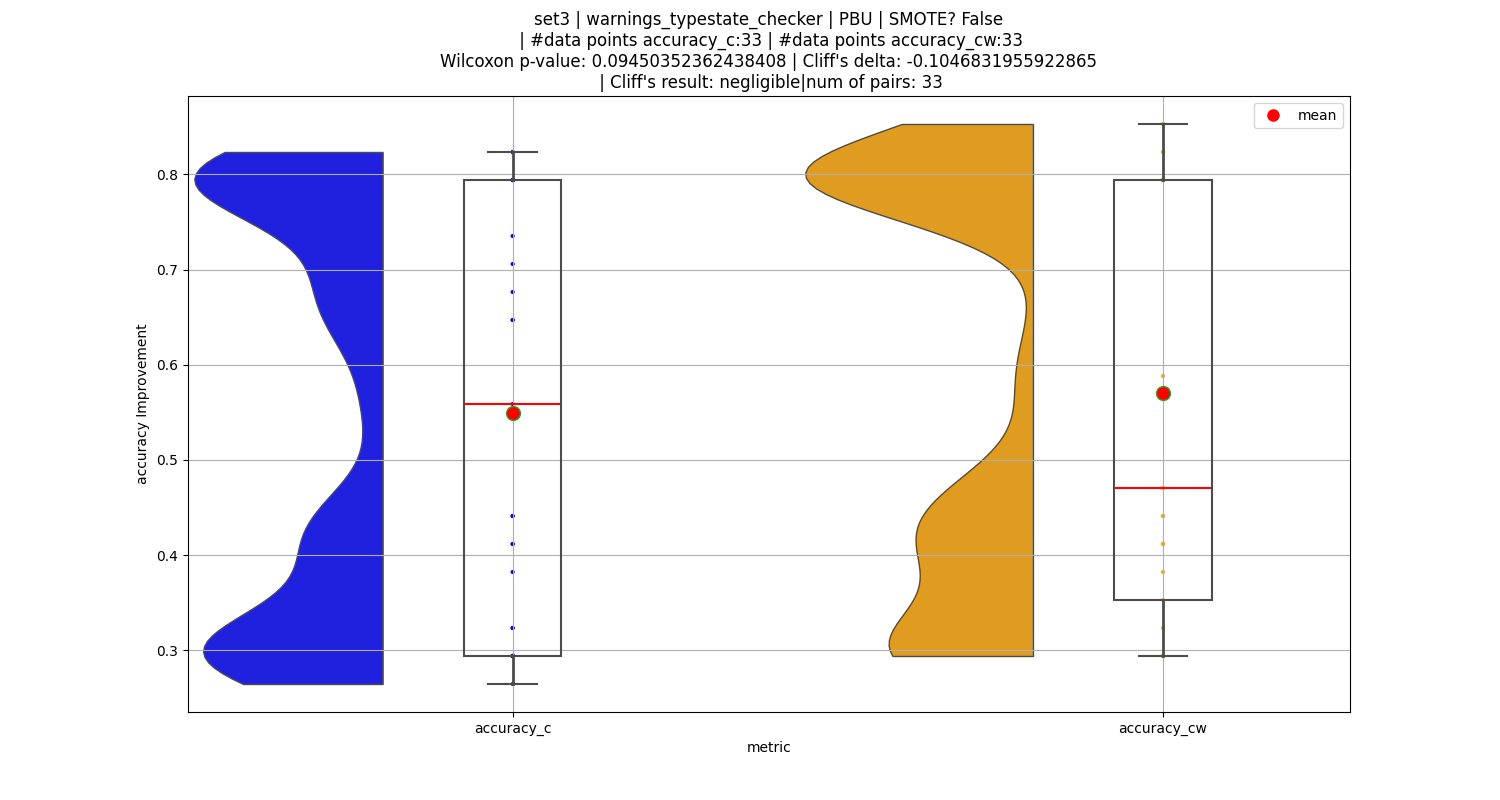 set3 | warnings_typestate_checker | PBU | SMOTE? False
| #data points accuracy_c:33 | #data points accuracy_cw:33
Wilcoxon p-value: 0.09450352362438408 | Cliff's delta: -0.1046831955922865
| Cliff's result: negligible|num of pairs: 33
mean
0.8
0.7
0.6
0.5
0.4
0.3
accuracy Improvement
accuracy_c
accuracy_cw
metric